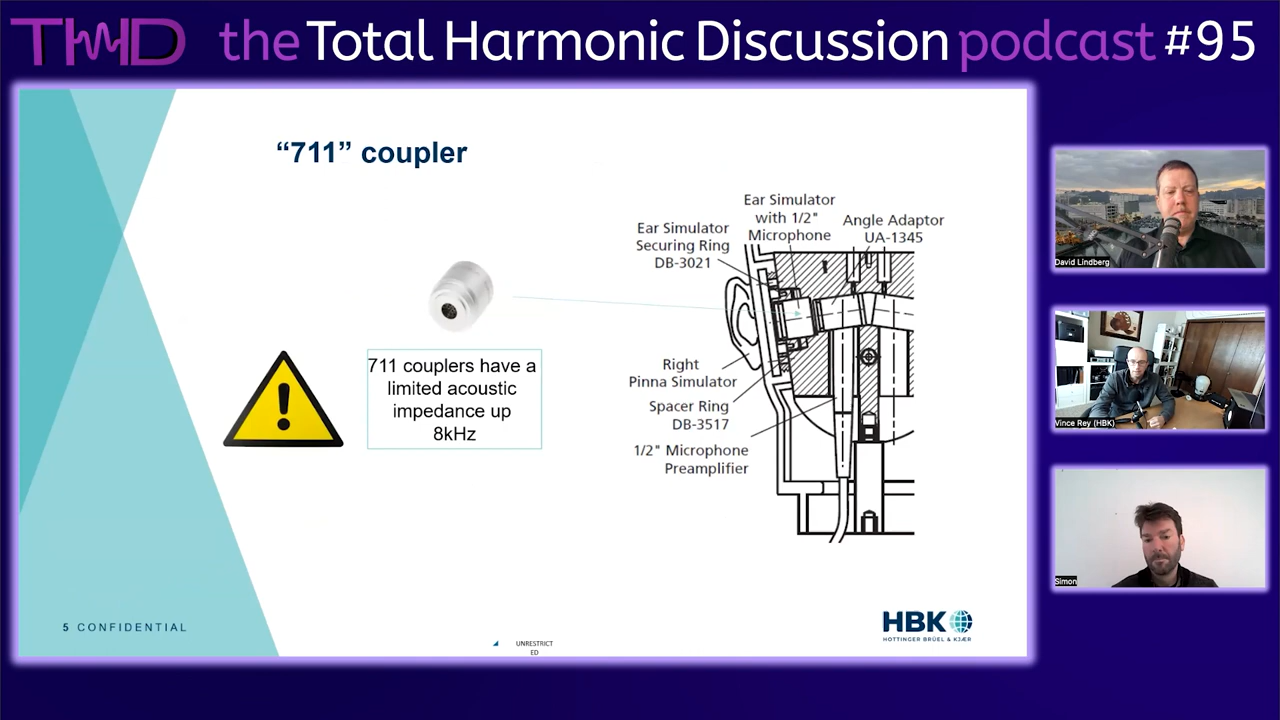 THD the Total Harmonic Discussion podcast #95
“711” coupler
Ear Simulator
with 1/2"
Microphone
Angle Adaptor
UA-1345
Ear Simulator
Securing Ring
DB-3021
711 couplers have a
limited acoustic
impedance up
8kHz
Right
Pinna Simulator
Spacer Ring
DB-3517
1/2" Microphone
Preamplifier
5 CONFIDENTIAL
UNRESTRICT
ED
HBK
HOTTINGER BRÜEL & KJÆR
David Lindberg
Vince Rey (HBK)
Simon